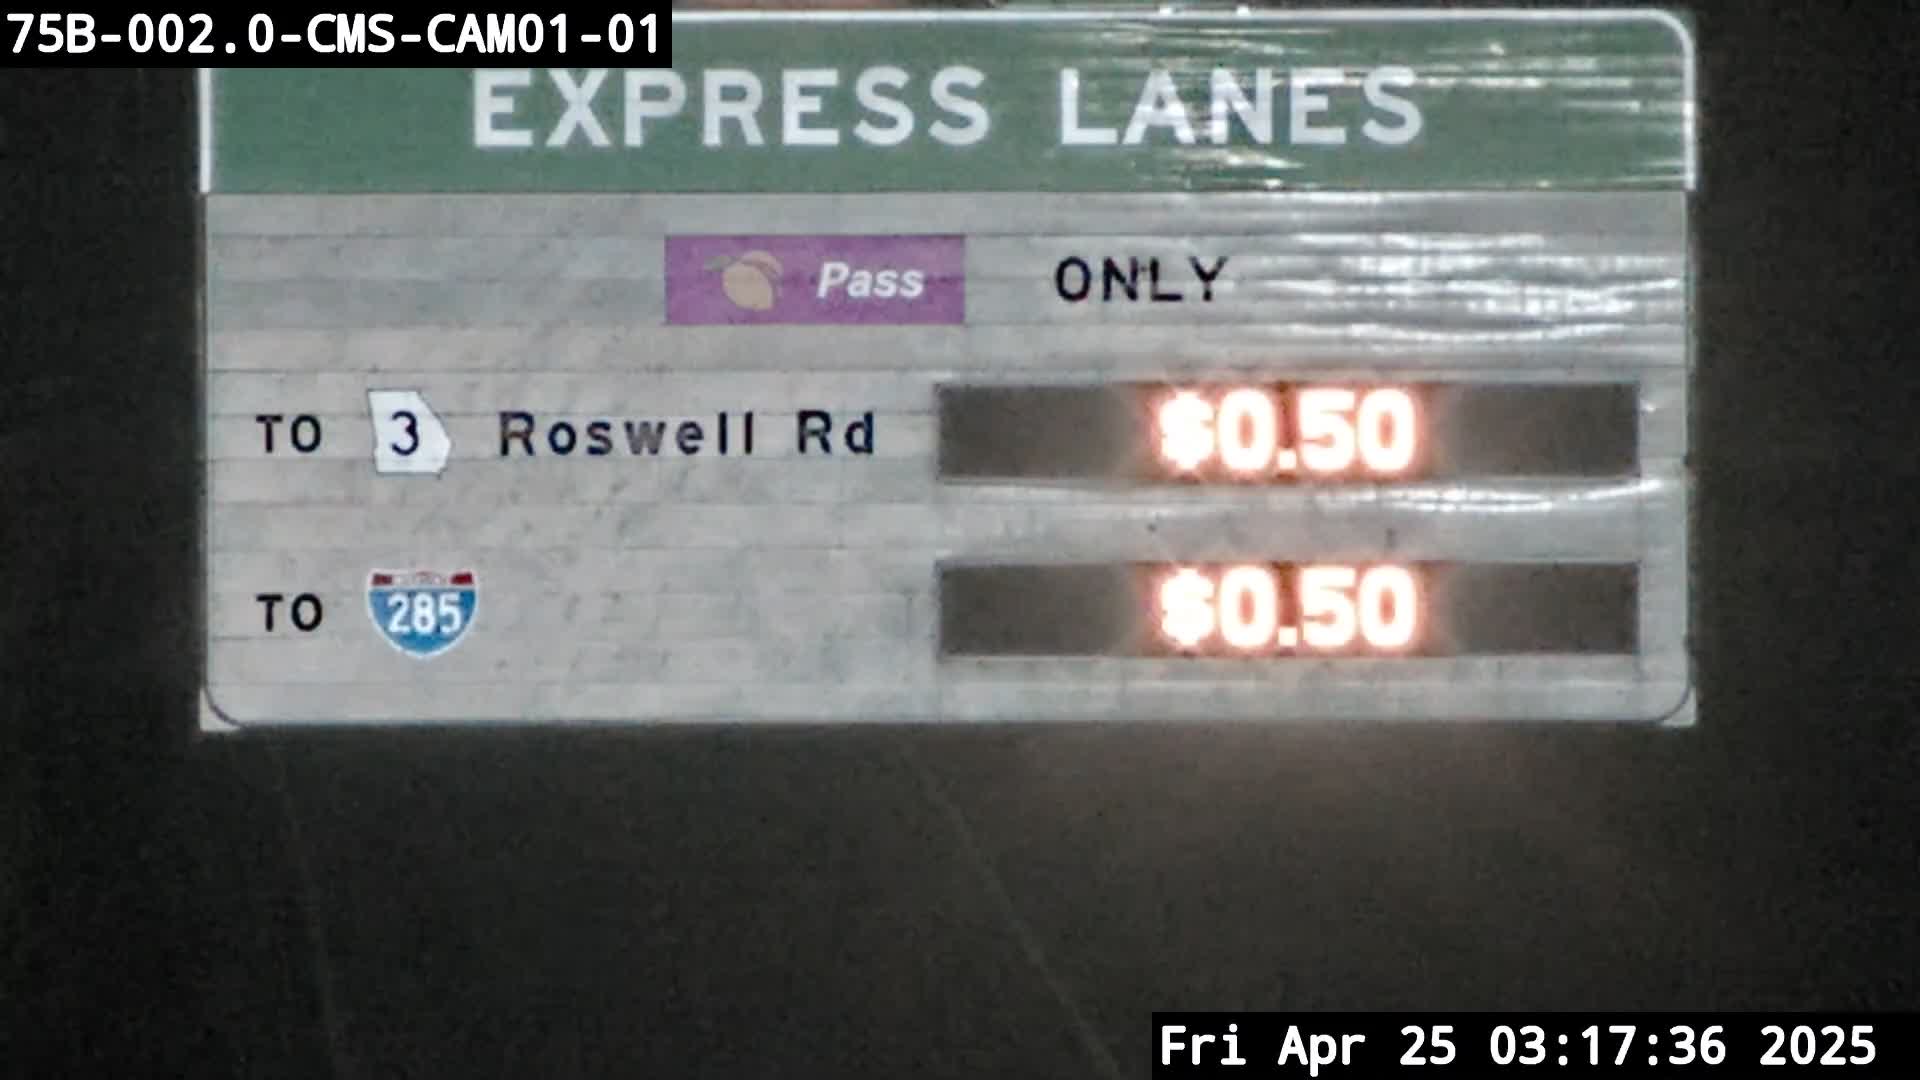 75B-002.0-CMS-CAM01-01
EXPRESS LANES
Pass ONLY
TO 3 Roswell Rd $0.50
TO 285 $0.50
Fri Apr 25 03:17:36 2025